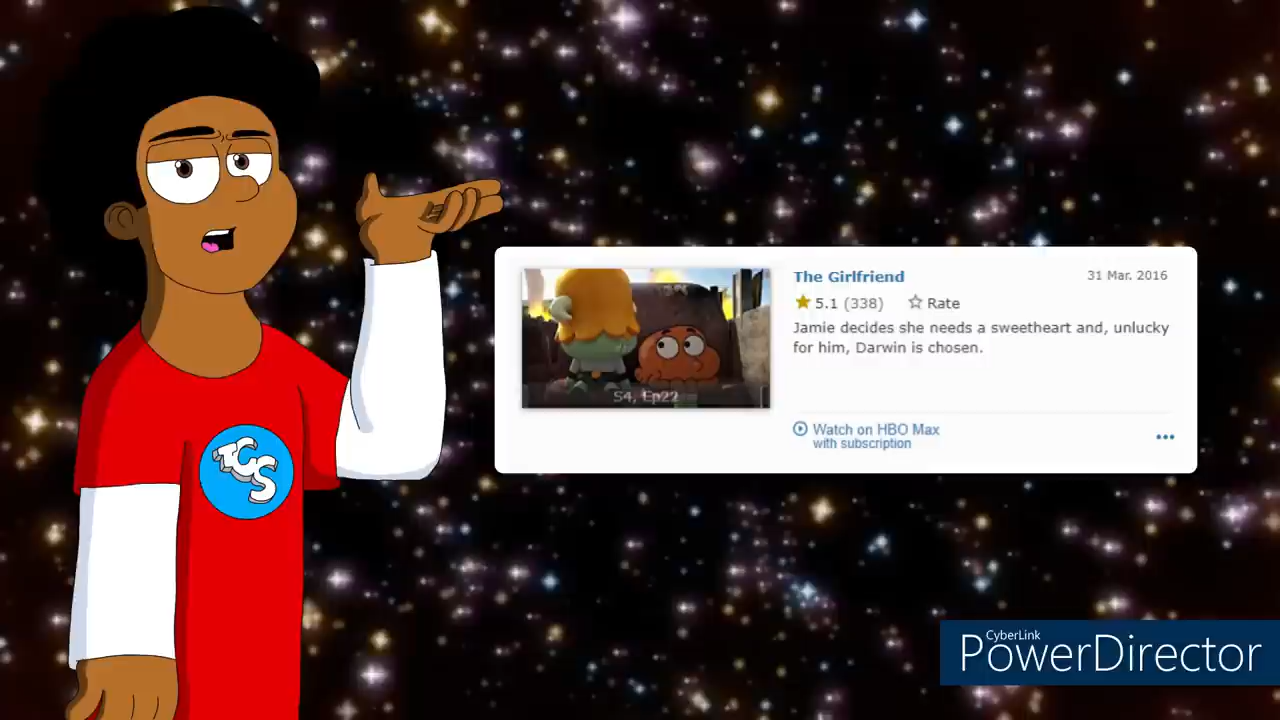 The Girlfriend
31 Mar. 2016
5.1 (338) Rate
Jamie decides she needs a sweetheart and, unlucky
for him, Darwin is chosen.
S4, Ep22
Watch on HBO Max
with subscription
TCS
CyberLink
PowerDirector